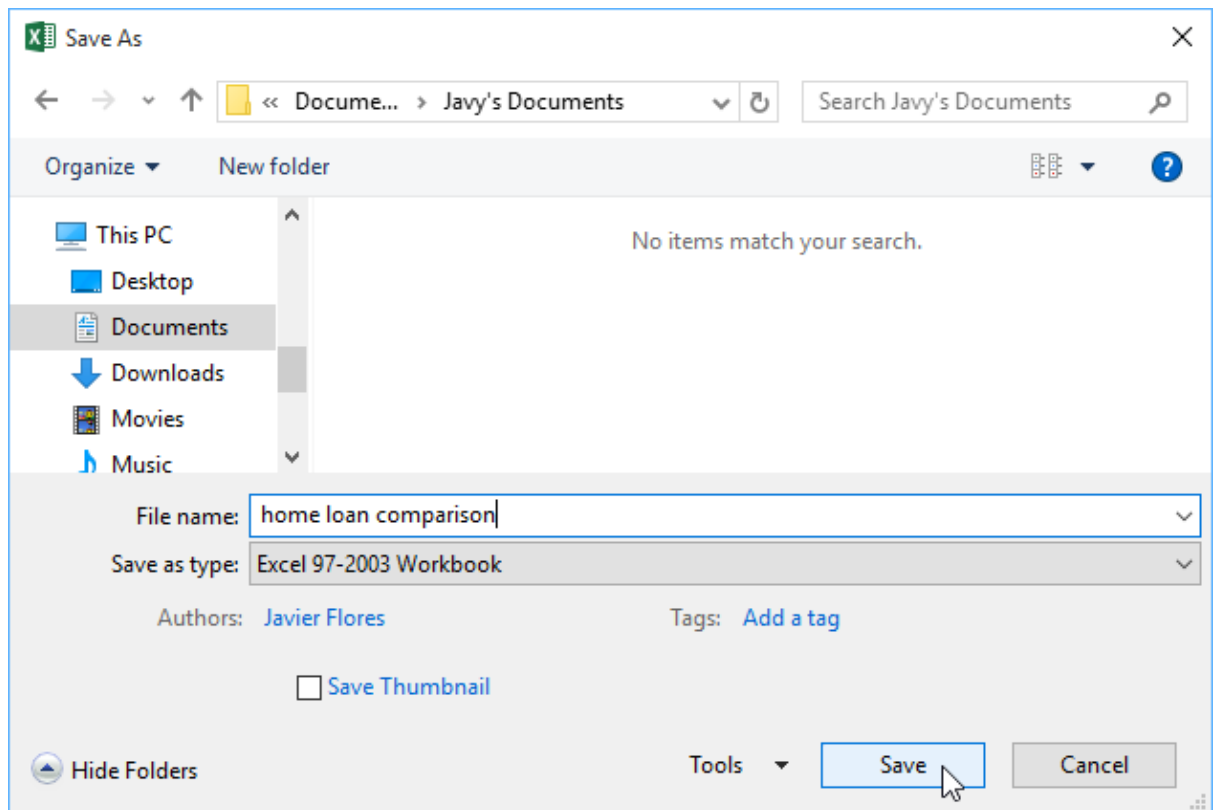 Save As
« Docume... > Javy's Documents
Search Javy's Documents
Organize
New folder
This PC
Desktop
Documents
Downloads
Movies
Music
No items match your search.
File name: home loan comparison
Save as type: Excel 97-2003 Workbook
Authors: Javier Flores
Tags: Add a tag
Save Thumbnail
Hide Folders
Tools
Save
Cancel